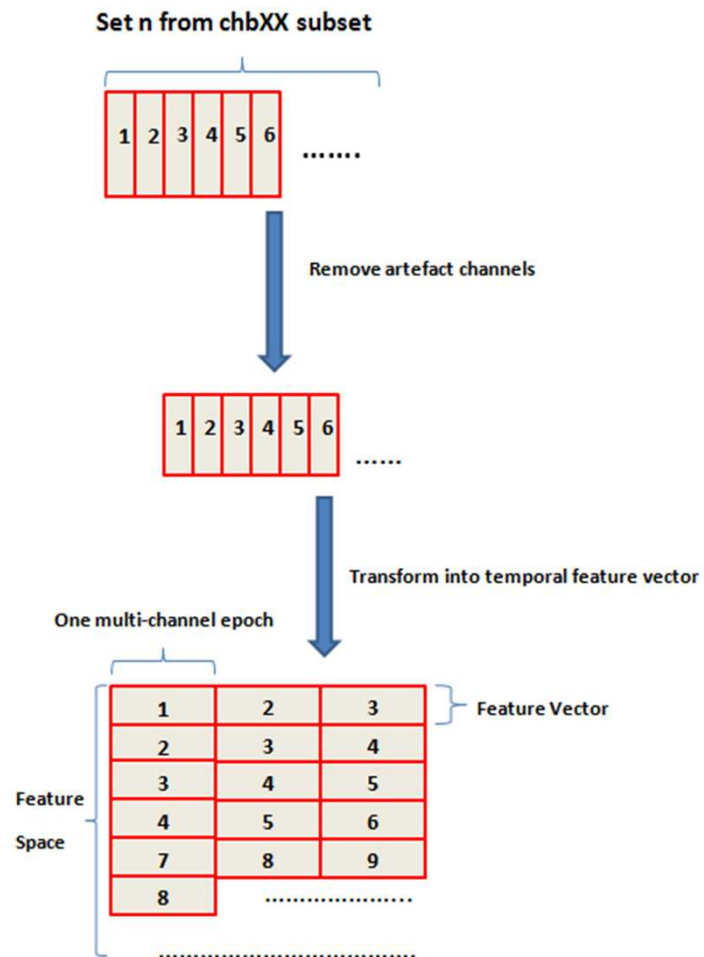 Set n from chbXX subset
1 2 3 4 5 6 .......
Remove artefact channels
1 2 3 4 5 6 ......
Transform into temporal feature vector
One multi-channel epoch
1 2 3
Feature Vector
2 3 4
3 4 5
Feature
Space
4 5 6
7 8 9
8 .....................
....................................